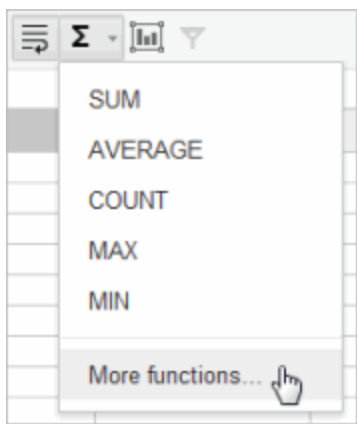 Σ
SUM
AVERAGE
COUNT
MAX
MIN
More functions...